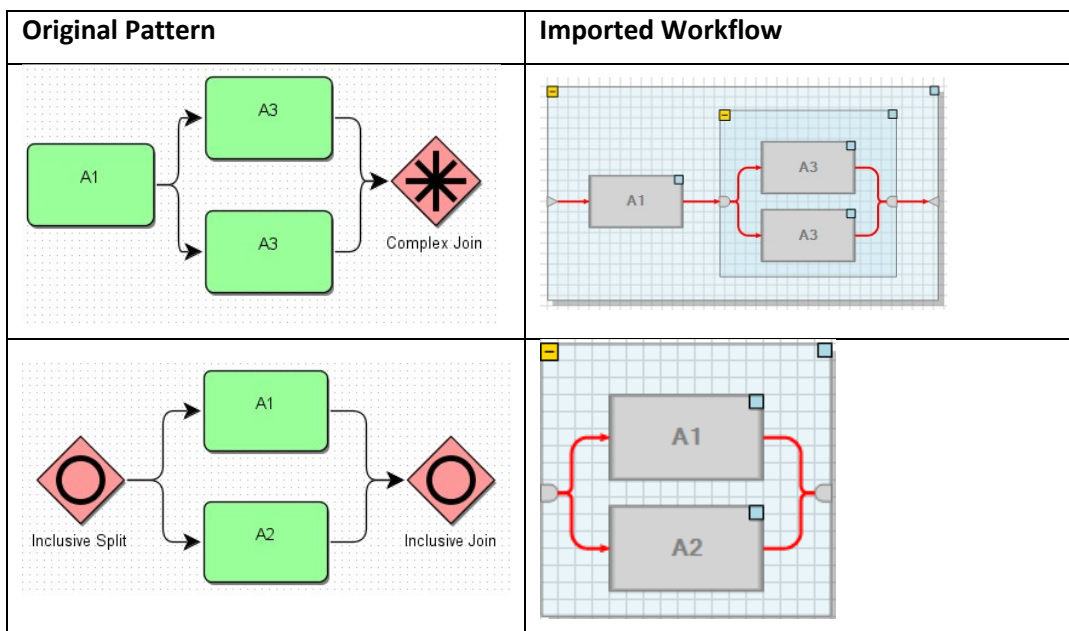 Original Pattern
Imported Workflow
A1
A3
A3
Complex Join
A1
A3
A3
Inclusive Split
A1
A2
Inclusive Join
A1
A2